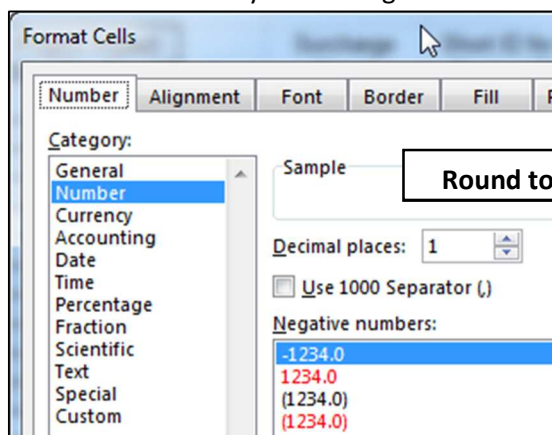 Format Cells
Number Alignment Font Border Fill
Category:
General
Number
Currency
Accounting
Date
Time
Percentage
Fraction
Scientific
Text
Special
Custom
Sample
Round to
Decimal places: 1
Use 1000 Separator (,)
Negative numbers:
-1234.0
1234.0
(1234.0)
(1234.0)